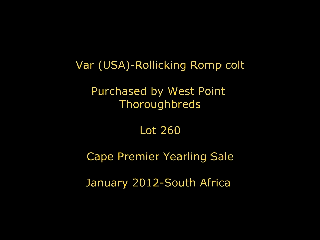 Var (USA)-Rollicking Romp colt
Purchased by West Point
Thoroughbreds
Lot 260
Cape Premier Yearling Sale
January 2012-South Africa